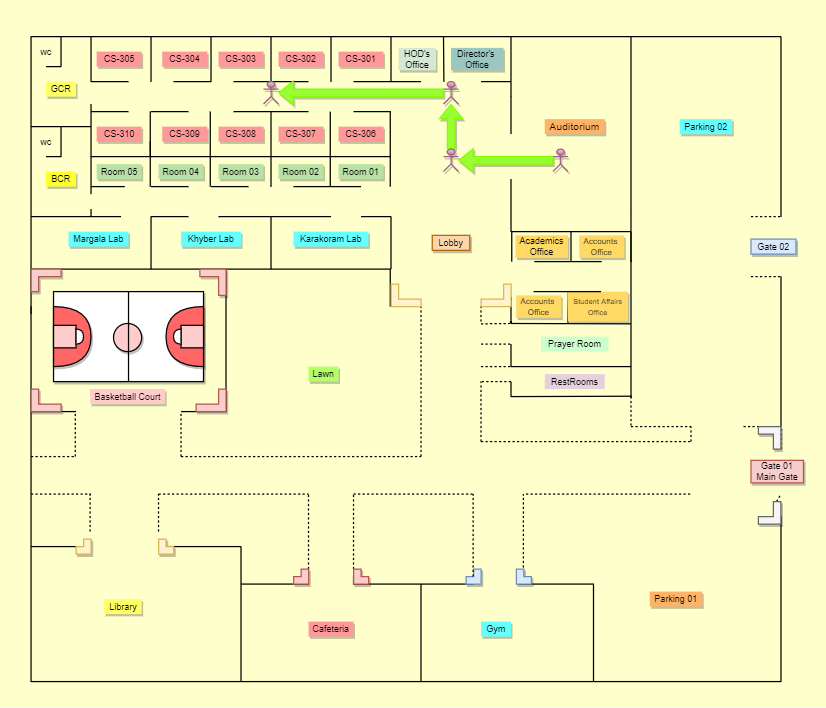 wc
CS-305
CS-304
CS-303
CS-302
CS-301
HOD's
Office
Director's
Office
GCR
Auditorium
Parking 02
wc
CS-310
CS-309
CS-308
CS-307
CS-306
BCR
Room 05
Room 04
Room 03
Room 02
Room 01
Margala Lab
Khyber Lab
Karakoram Lab
Lobby
Academics
Office
Accounts
Office
Gate 02
Accounts
Office
Student Affairs
Office
Prayer Room
Lawn
RestRooms
Basketball Court
Gate 01
Main Gate
Library
Cafeteria
Gym
Parking 01